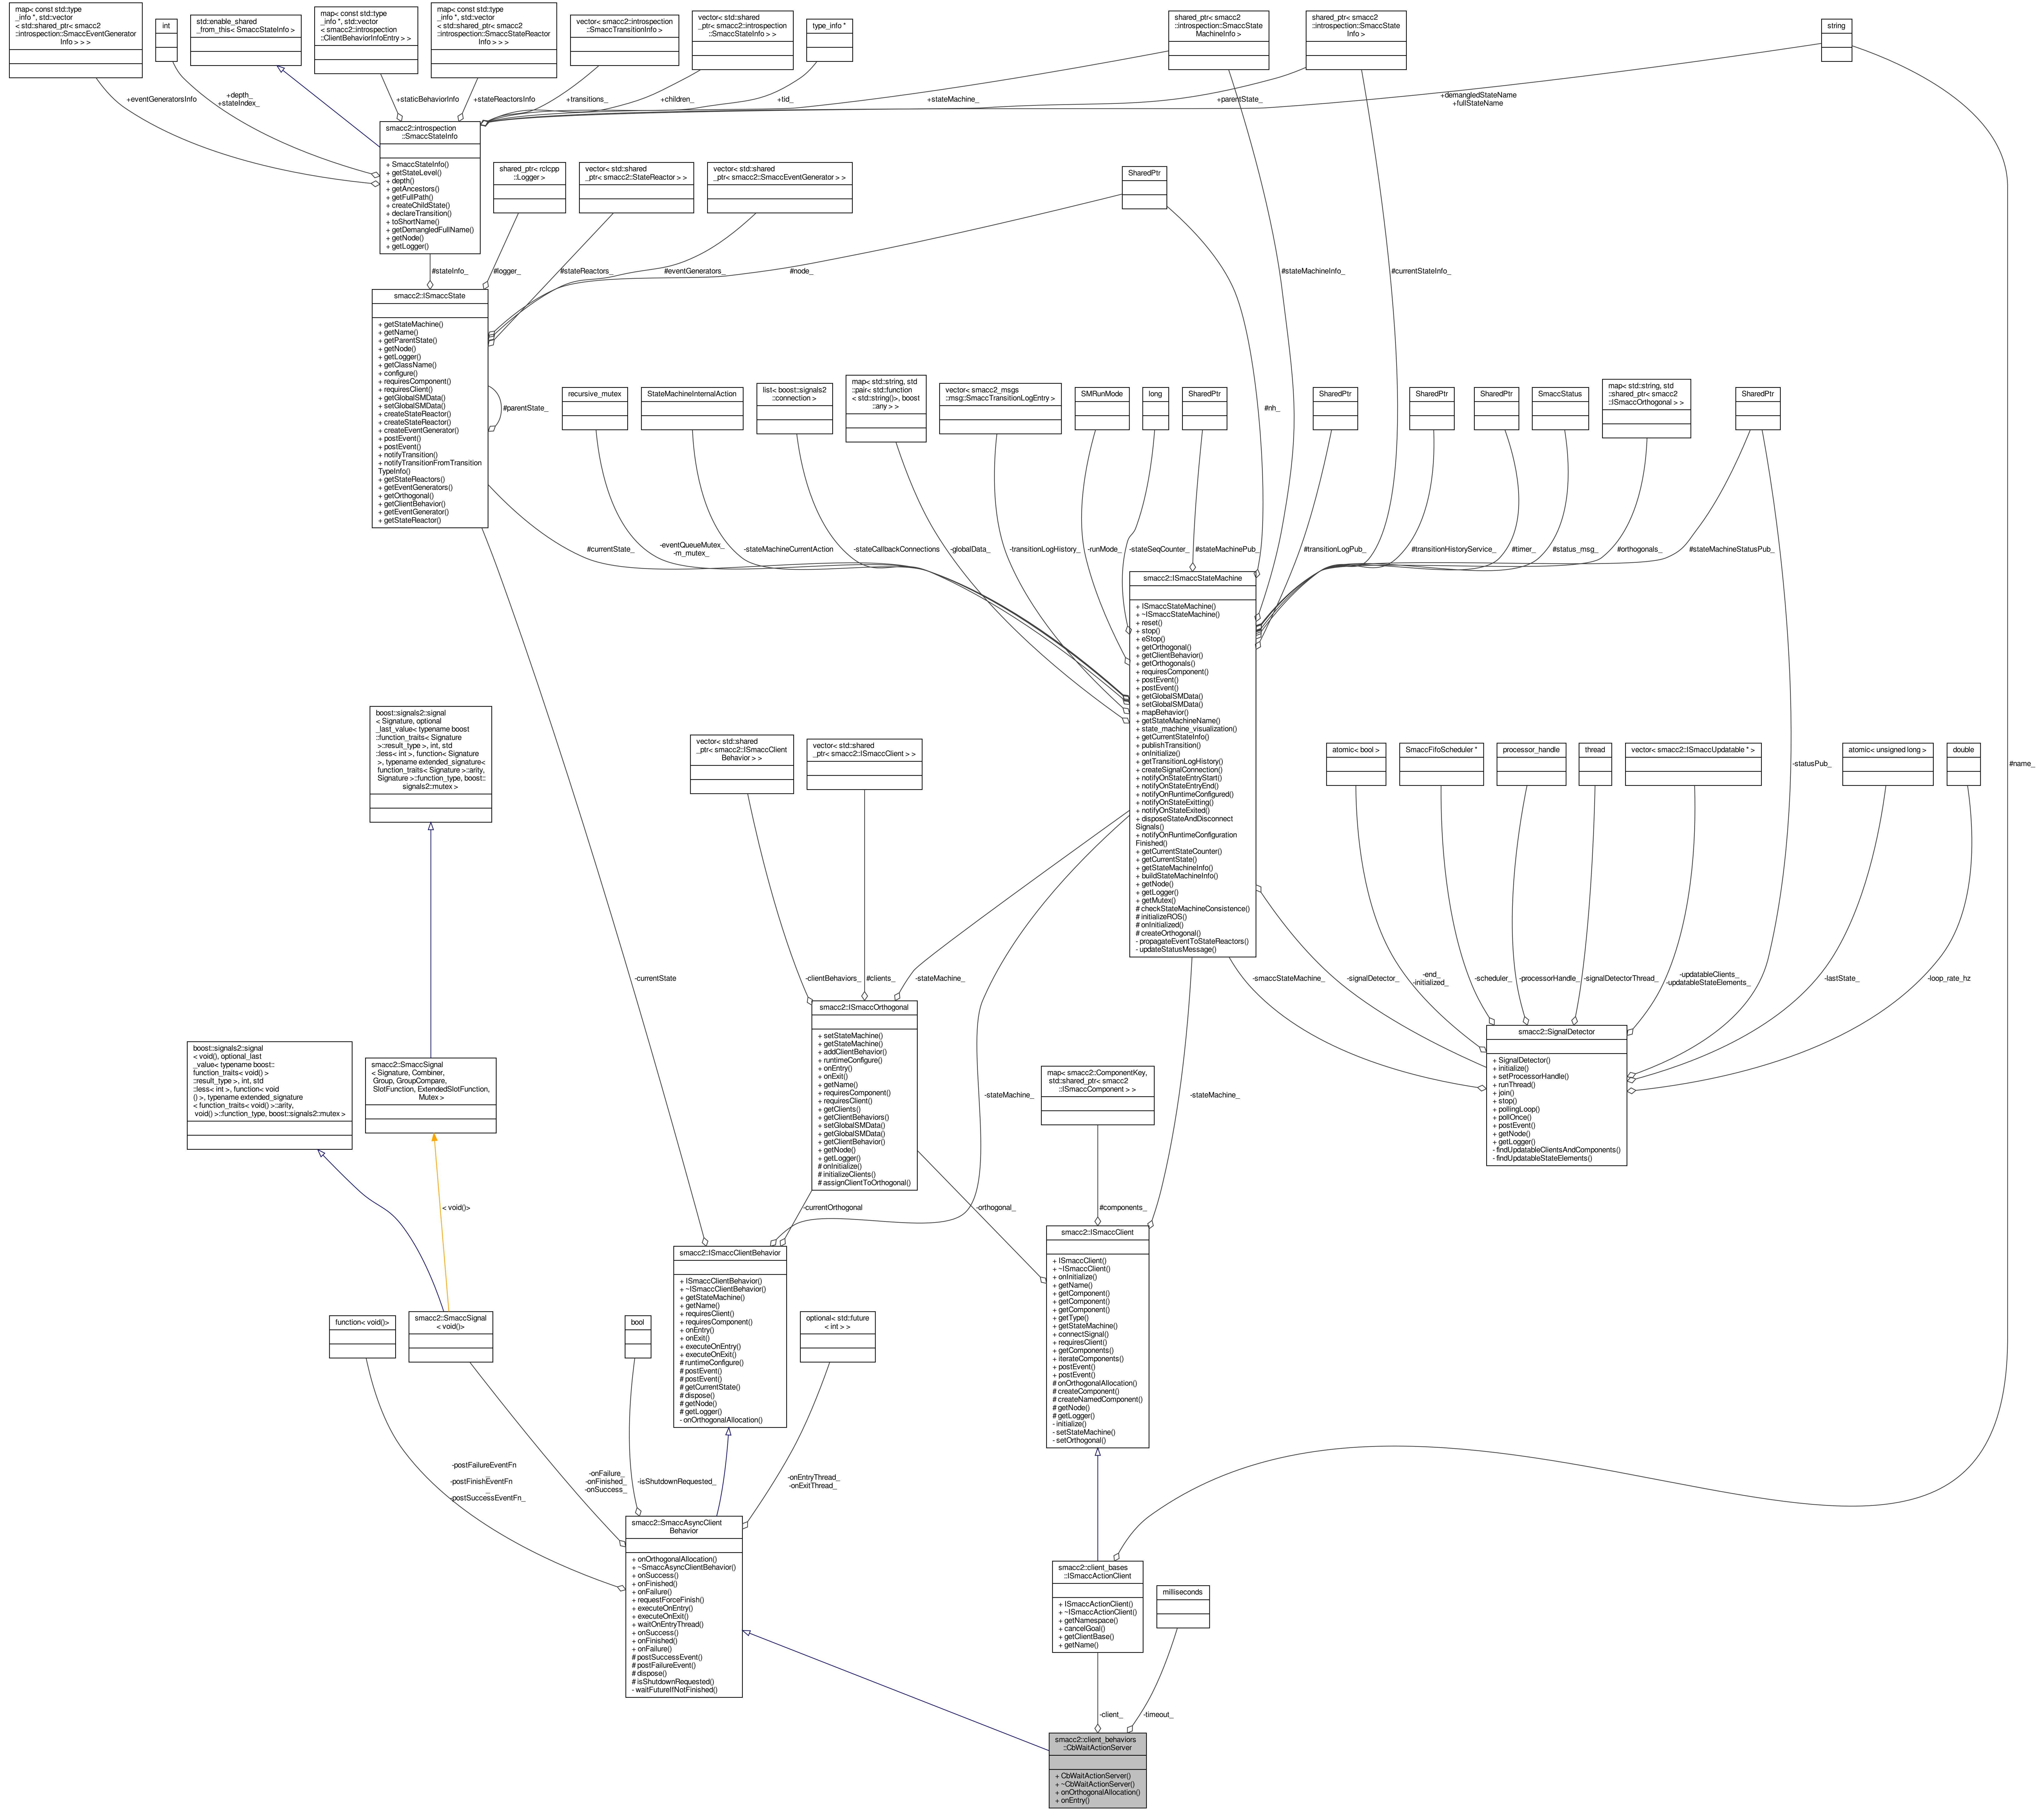 map< const std::type
_info *, std::vector
< std::shared_ptr< smacc2
::introspection::SmaccEventGenerator
Info > > >
int
std::enable_shared
_from_this< SmaccStateInfo >
map< const std::type
_info *, std::vector
< smacc2::introspection
::ClientBehaviorInfoEntry > >
map< const std::type
_info *, std::vector
< std::shared_ptr< smacc2
::introspection::SmaccStateReactor
Info > > >
vector< smacc2::introspection
::SmaccTransitionInfo >
vector< std::shared
_ptr< smacc2::introspection
::SmaccStateInfo > >
type_info *
shared_ptr< smacc2
::introspection::SmaccState
MachineInfo >
shared_ptr< smacc2
::introspection::SmaccState
Info >
string
+eventGeneratorsInfo
+depth_
+stateIndex_
+staticBehaviorInfo
+stateReactorsInfo
+transitions_
+children_
+tid_
+stateMachine_
+parentState_
+demangledStateName
+fullStateName
smacc2::introspection
::SmaccStateInfo
+ SmaccStateInfo()
+ getStateLevel()
+ depth()
+ getAncestors()
+ getFullPath()
+ createChildState()
+ declareTransition()
+ toShortName()
+ getDemangledFullName()
+ getNode()
+ getLogger()
shared_ptr< rclcpp
::Logger >
vector< std::shared
_ptr< smacc2::StateReactor > >
vector< std::shared
_ptr< smacc2::SmaccEventGenerator > >
SharedPtr
#stateInfo_
#logger_
#stateReactors_
#eventGenerators_
#node_
#stateMachineInfo_
#currentStateInfo_
smacc2::ISmaccState
+ getStateMachine()
+ getName()
+ getParentState()
+ getNode()
+ getLogger()
+ getClassName()
+ configure()
+ requiresComponent()
+ requiresClient()
+ getGlobalSMData()
+ setGlobalSMData()
+ createStateReactor()
+ createStateReactor()
+ createEventGenerator()
+ postEvent()
+ postEvent()
+ notifyTransition()
+ notifyTransitionFromTransition
TypeInfo()
+ getStateReactors()
+ getEventGenerators()
+ getOrthogonal()
+ getClientBehavior()
+ getEventGenerator()
+ getStateReactor()
#parentState_
recursive_mutex
StateMachineInternalAction
list< boost::signals2
::connection >
map< std::string, std
::pair< std::function
< std::string()>, boost
::any > >
vector< smacc2_msgs
::msg::SmaccTransitionLogEntry >
SMRunMode
long
SharedPtr
#nh_
SharedPtr
SharedPtr
SharedPtr
SmaccStatus
map< std::string, std
::shared_ptr< smacc2
::ISmaccOrthogonal > >
SharedPtr
#currentState_
-eventQueueMutex_
-m_mutex_
-stateMachineCurrentAction
-stateCallbackConnections
-globalData_
-transitionLogHistory_
-runMode_
-stateSeqCounter_
#stateMachinePub_
#transitionLogPub_
#transitionHistoryService_
#timer_
#status_msg_
#orthogonals_
#stateMachineStatusPub_
smacc2::ISmaccStateMachine
+ ISmaccStateMachine()
+ ~ISmaccStateMachine()
+ reset()
+ stop()
+ eStop()
+ getOrthogonal()
+ getClientBehavior()
+ getOrthogonals()
+ requiresComponent()
+ postEvent()
+ postEvent()
+ getGlobalSMData()
+ setGlobalSMData()
+ mapBehavior()
+ getStateMachineName()
+ state_machine_visualization()
+ getCurrentStateInfo()
+ publishTransition()
+ onInitialize()
+ getTransitionLogHistory()
+ createSignalConnection()
+ notifyOnStateEntryStart()
+ notifyOnStateEntryEnd()
+ notifyOnRuntimeConfigured()
+ notifyOnStateExitting()
+ notifyOnStateExited()
+ disposeStateAndDisconnect
Signals()
+ notifyOnRuntimeConfiguration
Finished()
+ getCurrentStateCounter()
+ getCurrentState()
+ getStateMachineInfo()
+ buildStateMachineInfo()
+ getNode()
+ getLogger()
+ getMutex()
# checkStateMachineConsistence()
# initializeROS()
# onInitialized()
# createOrthogonal()
- propagateEventToStateReactors()
- updateStatusMessage()
boost::signals2::signal
< Signature, optional
_last_value< typename boost
::function_traits< Signature
>::result_type >, int, std
::less< int >, function< Signature
>, typename extended_signature<
function_traits< Signature >::arity,
Signature >::function_type, boost::
signals2::mutex >
vector< std::shared
_ptr< smacc2::ISmaccClient
Behavior > >
vector< std::shared
_ptr< smacc2::ISmaccClient > >
atomic< bool >
SmaccFifoScheduler *
processor_handle
thread
vector< smacc2::ISmaccUpdatable * >
-statusPub_
atomic< unsigned long >
double
#name_
-currentState
-clientBehaviors_
#clients_
-stateMachine_
-smaccStateMachine_
-signalDetector_
-end_
-initialized_
-scheduler_
-processorHandle_
-signalDetectorThread_
-updatableClients_
-updatableStateElements_
-lastState_
-loop_rate_hz
smacc2::ISmaccOrthogonal
+ setStateMachine()
+ getStateMachine()
+ addClientBehavior()
+ runtimeConfigure()
+ onEntry()
+ onExit()
+ getName()
+ requiresComponent()
+ requiresClient()
+ getClients()
+ getClientBehaviors()
+ setGlobalSMData()
+ getGlobalSMData()
+ getClientBehavior()
+ getNode()
+ getLogger()
# onInitialize()
# initializeClients()
# assignClientToOrthogonal()
smacc2::SignalDetector
+ SignalDetector()
+ initialize()
+ setProcessorHandle()
+ runThread()
+ join()
+ stop()
+ pollingLoop()
+ pollOnce()
+ postEvent()
+ getNode()
+ getLogger()
- findUpdatableClientsAndComponents()
- findUpdatableStateElements()
boost::signals2::signal
< void(), optional_last
_value< typename boost::
function_traits< void() >
::result_type >, int, std
::less< int >, function< void
() >, typename extended_signature
< function_traits< void() >::arity,
void() >::function_type, boost::signals2::mutex >
smacc2::SmaccSignal
< Signature, Combiner,
Group, GroupCompare,
SlotFunction, ExtendedSlotFunction,
Mutex >
map< smacc2::ComponentKey,
std::shared_ptr< smacc2
::ISmaccComponent > >
-stateMachine_
-stateMachine_
< void()>
-currentOrthogonal
-orthogonal_
#components_
smacc2::ISmaccClientBehavior
+ ISmaccClientBehavior()
+ ~ISmaccClientBehavior()
+ getStateMachine()
+ getName()
+ requiresClient()
+ requiresComponent()
+ onEntry()
+ onExit()
+ executeOnEntry()
+ executeOnExit()
# runtimeConfigure()
# postEvent()
# postEvent()
# getCurrentState()
# dispose()
# getNode()
# getLogger()
- onOrthogonalAllocation()
smacc2::ISmaccClient
+ ISmaccClient()
+ ~ISmaccClient()
+ onInitialize()
+ getName()
+ getComponent()
+ getComponent()
+ getComponent()
+ getType()
+ getStateMachine()
+ connectSignal()
+ requiresClient()
+ getComponents()
+ iterateComponents()
+ postEvent()
+ postEvent()
# onOrthogonalAllocation()
# createComponent()
# createNamedComponent()
# getNode()
# getLogger()
- initialize()
- setStateMachine()
- setOrthogonal()
function< void()>
smacc2::SmaccSignal
< void()>
bool
optional< std::future
< int > >
-postFailureEventFn
_
-postFinishEventFn
_
-postSuccessEventFn_
-onFailure_
-onFinished_
-onSuccess_
-isShutdownRequested_
-onEntryThread_
-onExitThread_
smacc2::SmaccAsyncClient
Behavior
+ onOrthogonalAllocation()
+ ~SmaccAsyncClientBehavior()
+ onSuccess()
+ onFinished()
+ onFailure()
+ requestForceFinish()
+ executeOnEntry()
+ executeOnExit()
+ waitOnEntryThread()
+ onSuccess()
+ onFinished()
+ onFailure()
# postSuccessEvent()
# postFailureEvent()
# dispose()
# isShutdownRequested()
- waitFutureIfNotFinished()
smacc2::client_bases
::ISmaccActionClient
+ ISmaccActionClient()
+ ~ISmaccActionClient()
+ getNamespace()
+ cancelGoal()
+ getClientBase()
+ getName()
milliseconds
-client_
-timeout_
smacc2::client_behaviors
::CbWaitActionServer
+ CbWaitActionServer()
+ ~CbWaitActionServer()
+ onOrthogonalAllocation()
+ onEntry()